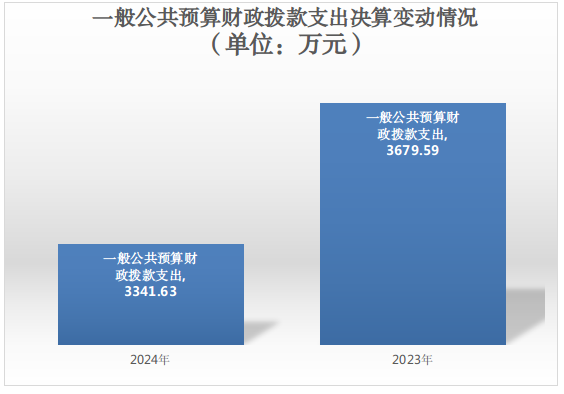 一般公共预算财政拨款支出决算变动情况
（单位：万元）
一般公共预算财
政拨款支出,
3341.63
一般公共预算财
政拨款支出,
3679.59
2024年
2023年